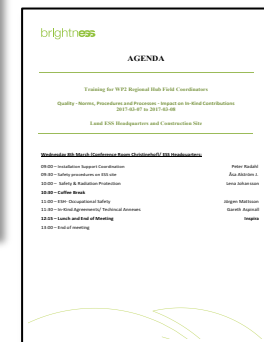 brightness
AGENDA
Training for WP2 Regional Hub Field Coordinators
Quality -Norms, Procedures and Processes - Impact on In-Kind Contributions
2017-03-07 to 2017-03-08
Lund ESS Headquarters and Construction Site
Wednesday 8th March (Conference Room Christinehof)/ ESS Headquarters:
09:00 – Installation Support Coordination Peter Rådahl
09:30 – Safety procedures on ESS site Åsa Ahlström J.
10:00 – Safety & Radiation Protection Lena Johansson
10:30 – Coffee Break
11:00 – ESH- Occupational Safety Jörgen Mattsson
11:30 – In-Kind Agreements/ Technical Annexes Gareth Aspinall
12:15 – Lunch and End of Meeting Inspira
13:00 – End of meeting